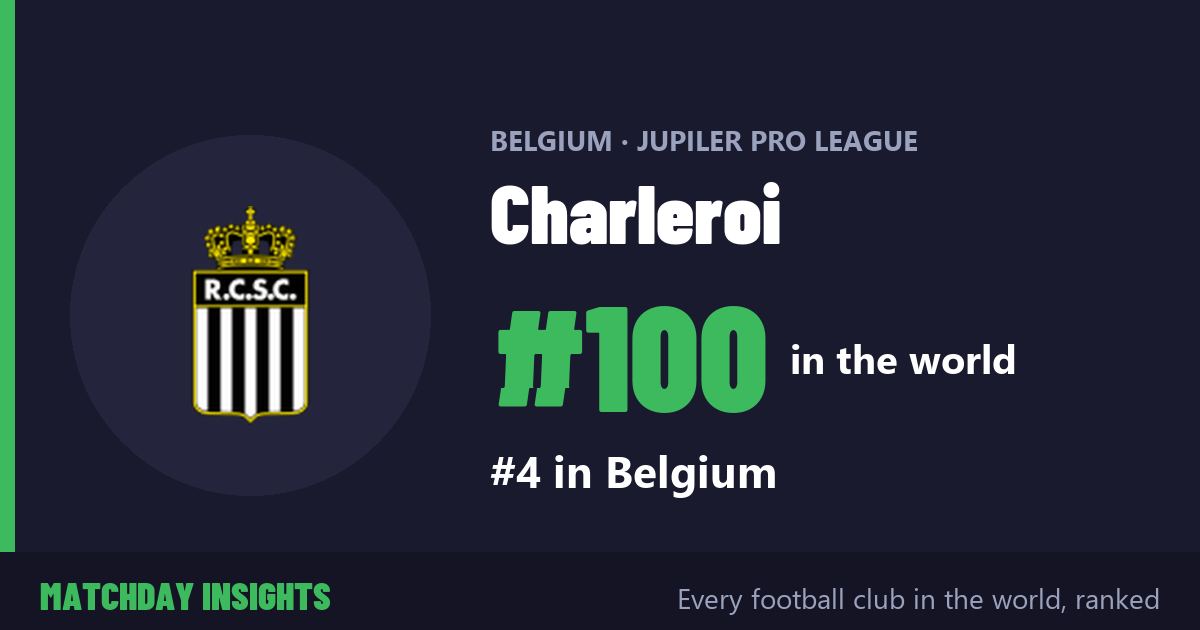 BELGIUM · JUPILER PRO LEAGUE
Charleroi
R.C.S.C.
#100 in the world
#4 in Belgium
MATCHDAY INSIGHTS
Every football club in the world, ranked